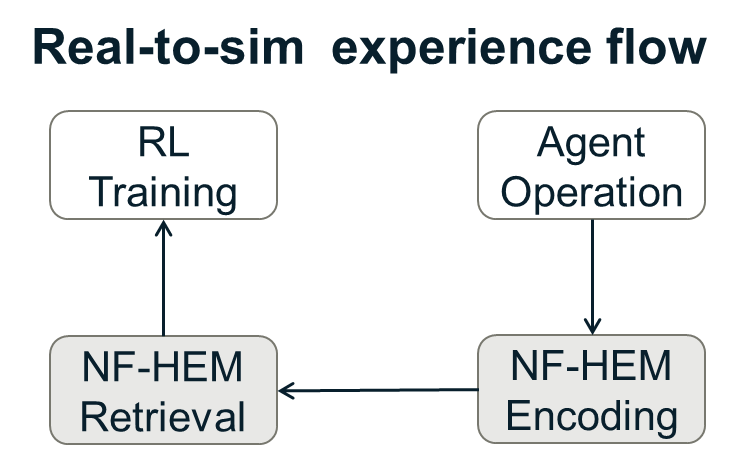 Real-to-sim experience flow
RL
Training
Agent
Operation
NF-HEM
Retrieval
NF-HEM
Encoding